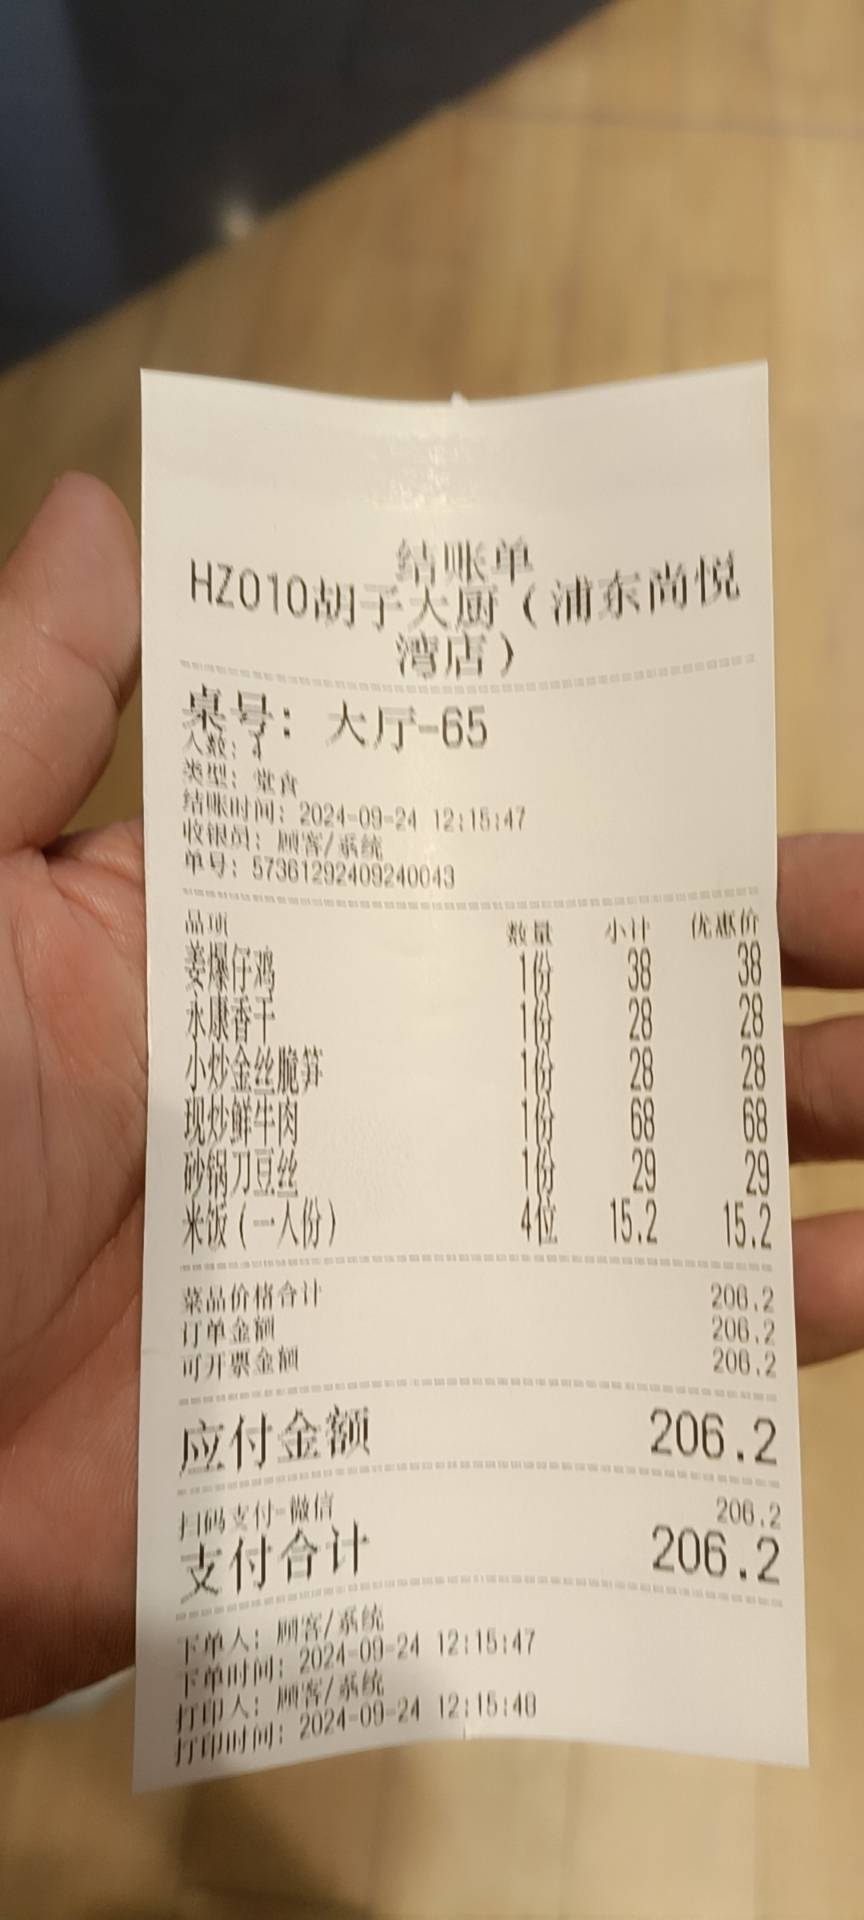 结账单
HZ010胡子大厨（浦东尚悦
湾店）
桌号：大厅-65
人数：4
类型：堂食
结账时间：2024-09-24 12:15:47
收银员：顾客/系统
单号：57361292409240043
品项 数量 小计 优惠价
姜爆仔鸡 1份 38 38
永康香干 1份 28 28
小炒金丝脆笋 1份 28 28
现炒鲜牛肉 1份 68 68
砂锅刀豆丝 1份 29 29
米饭（一人份） 4位 15.2 15.2
菜品价格合计 206.2
订单金额 206.2
可开票金额 206.2
应付金额 206.2
扫码支付-微信 206.2
支付合计 206.2
下单人：顾客/系统
下单时间：2024-09-24 12:15:47
打印人：顾客/系统
打印时间：2024-09-24 12:15:48